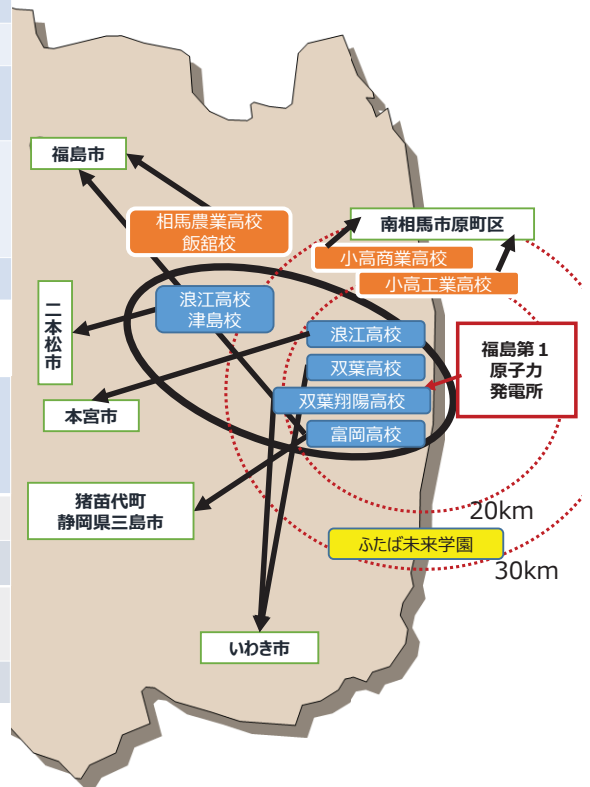 福島市
相馬農業高校
飯舘校
南相馬市原町区
小高商業高校
小高工業高校
二本松市
浪江高校
津島校
浪江高校
双葉高校
双葉翔陽高校
富岡高校
福島第１
原子力
発電所
本宮市
猪苗代町
静岡県三島市
20km
ふたば未来学園
30km
いわき市